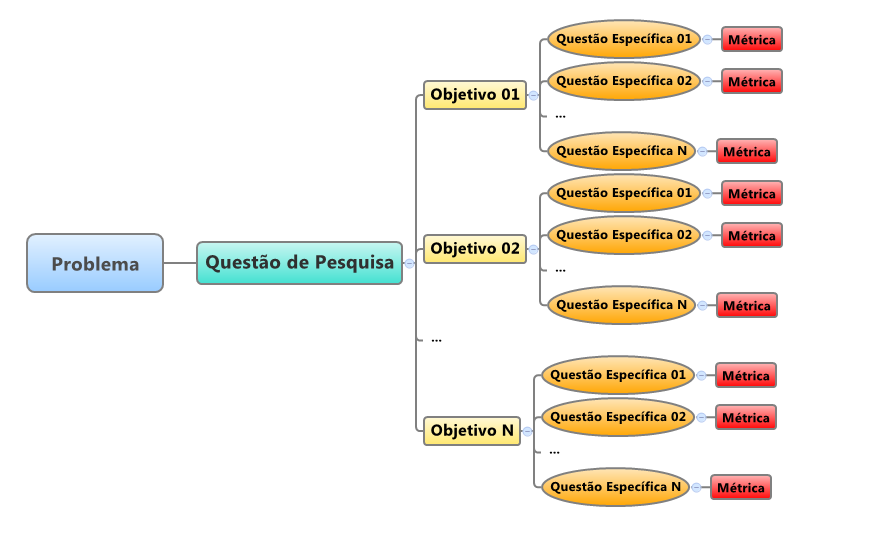 Problema
Questão de Pesquisa
Objetivo 01
Questão Específica 01
Métrica
Questão Específica 02
Métrica
...
Questão Específica N
Métrica
Objetivo 02
Questão Específica 01
Métrica
Questão Específica 02
Métrica
...
Questão Específica N
Métrica
...
Objetivo N
Questão Específica 01
Métrica
Questão Específica 02
Métrica
...
Questão Específica N
Métrica